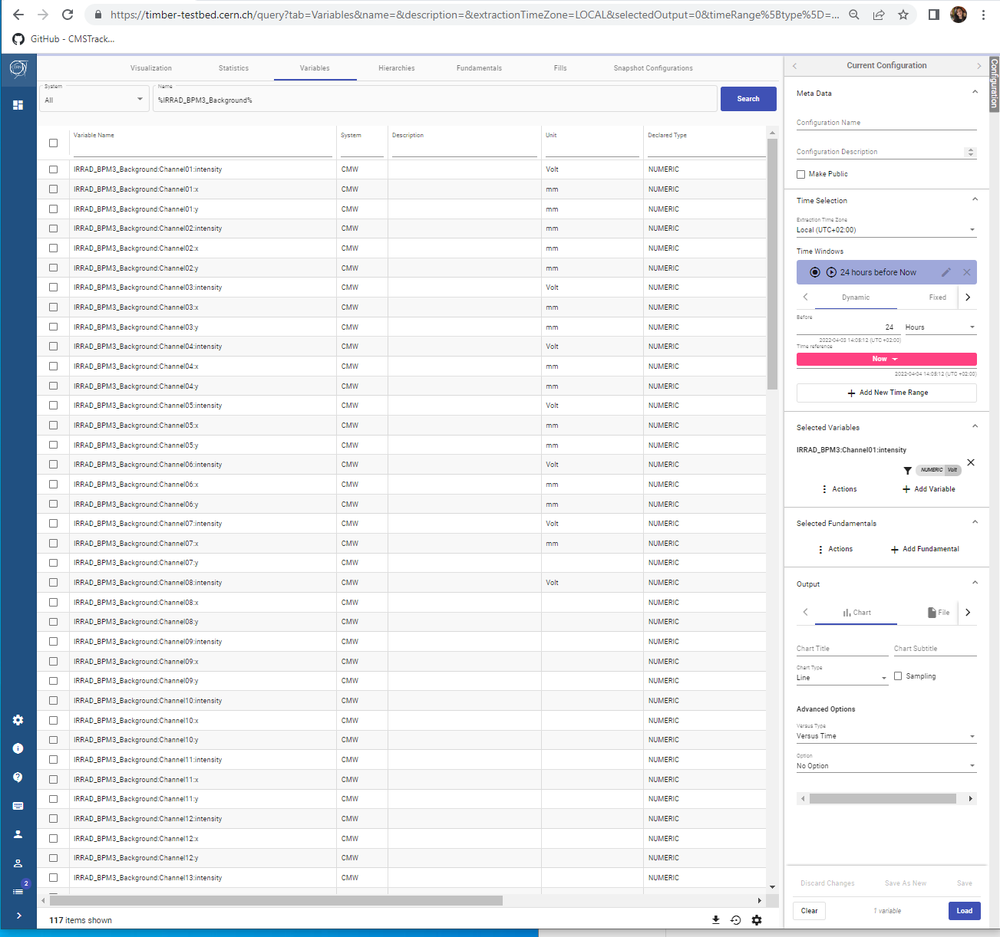 https://timber-testbed.cern.ch/query?tab=Variables&name=&description=&extractionTimeZone=LOCAL&selectedOutput=0&timeRange%5Btype%5D=...
GitHub - CMSTrack...
CERN
Visualization Statistics Variables Hierarchies Fundamentals Fills Snapshot Configurations
System
All
Name
%IRRAD_BPM3_Background%
Search
Variable Name System Description Unit Declared Type
IRRAD_BPM3_Background:Channel01:intensity CMW Volt NUMERIC
IRRAD_BPM3_Background:Channel01:x CMW mm NUMERIC
IRRAD_BPM3_Background:Channel01:y CMW mm NUMERIC
IRRAD_BPM3_Background:Channel02:intensity CMW mm NUMERIC
IRRAD_BPM3_Background:Channel02:x CMW mm NUMERIC
IRRAD_BPM3_Background:Channel02:y CMW mm NUMERIC
IRRAD_BPM3_Background:Channel03:intensity CMW Volt NUMERIC
IRRAD_BPM3_Background:Channel03:x CMW mm NUMERIC
IRRAD_BPM3_Background:Channel03:y CMW mm NUMERIC
IRRAD_BPM3_Background:Channel04:intensity CMW Volt NUMERIC
IRRAD_BPM3_Background:Channel04:x CMW mm NUMERIC
IRRAD_BPM3_Background:Channel04:y CMW mm NUMERIC
IRRAD_BPM3_Background:Channel05:intensity CMW Volt NUMERIC
IRRAD_BPM3_Background:Channel05:x CMW mm NUMERIC
IRRAD_BPM3_Background:Channel05:y CMW mm NUMERIC
IRRAD_BPM3_Background:Channel06:intensity CMW Volt NUMERIC
IRRAD_BPM3_Background:Channel06:x CMW mm NUMERIC
IRRAD_BPM3_Background:Channel06:y CMW mm NUMERIC
IRRAD_BPM3_Background:Channel07:intensity CMW Volt NUMERIC
IRRAD_BPM3_Background:Channel07:x CMW mm NUMERIC
IRRAD_BPM3_Background:Channel07:y CMW NUMERIC
IRRAD_BPM3_Background:Channel08:intensity CMW Volt NUMERIC
IRRAD_BPM3_Background:Channel08:x CMW NUMERIC
IRRAD_BPM3_Background:Channel08:y CMW NUMERIC
IRRAD_BPM3_Background:Channel09:intensity CMW NUMERIC
IRRAD_BPM3_Background:Channel09:x CMW NUMERIC
IRRAD_BPM3_Background:Channel09:y CMW NUMERIC
IRRAD_BPM3_Background:Channel10:intensity CMW NUMERIC
IRRAD_BPM3_Background:Channel10:x CMW NUMERIC
IRRAD_BPM3_Background:Channel10:y CMW NUMERIC
IRRAD_BPM3_Background:Channel11:intensity CMW NUMERIC
IRRAD_BPM3_Background:Channel11:x CMW NUMERIC
IRRAD_BPM3_Background:Channel11:y CMW NUMERIC
IRRAD_BPM3_Background:Channel12:intensity CMW NUMERIC
IRRAD_BPM3_Background:Channel12:x CMW NUMERIC
IRRAD_BPM3_Background:Channel12:y CMW NUMERIC
IRRAD_BPM3_Background:Channel13:intensity CMW NUMERIC
2
117 items shown
Current Configuration
Configuration
Meta Data
Configuration Name
Configuration Description
Make Public
Time Selection
Extraction Time Zone
Local (UTC+02:00)
Time Windows
24 hours before Now
Dynamic Fixed
Before
24 Hours
2022-04-03 14:05:12 (UTC +02:00)
Time reference
Now
2022-04-04 14:05:12 (UTC +02:00)
Add New Time Range
Selected Variables
IRRAD_BPM3:Channel01:intensity
NUMERIC Volt
Actions Add Variable
Selected Fundamentals
Actions Add Fundamental
Output
Chart File
Chart Title Chart Subtitle
Chart Type
Line Sampling
Advanced Options
Versus Type
Versus Time
Option
No Option
Discard Changes Save As New Save
Clear 1 variable Load